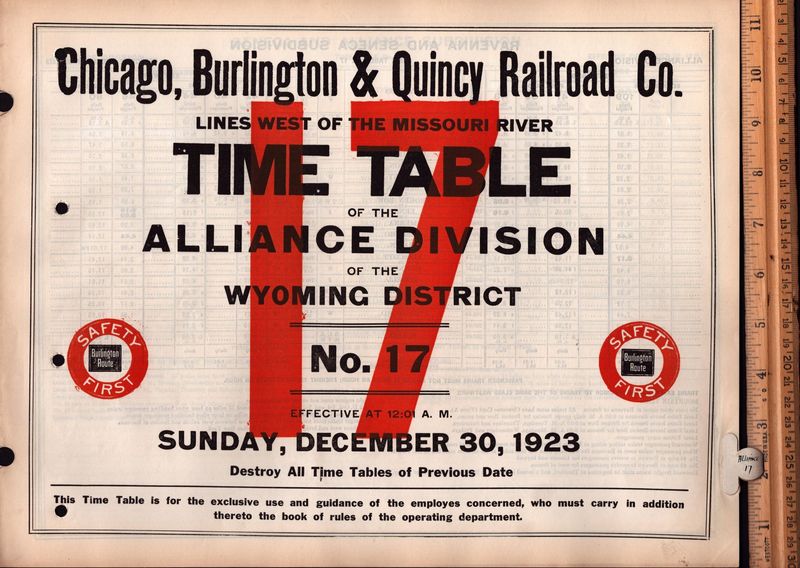 Chicago, Burlington & Quincy Railroad Co.
LINES WEST OF THE MISSOURI RIVER
17
TIME TABLE
OF THE
ALLIANCE DIVISION
OF THE
WYOMING DISTRICT
No. 17
SAFETY
Burlington
Route
FIRST
SAFETY
Burlington
Route
FIRST
EFFECTIVE AT 12:01 A. M.
SUNDAY, DECEMBER 30, 1923
Destroy All Time Tables of Previous Date
This Time Table is for the exclusive use and guidance of the employes concerned, who must carry in addition
thereto the book of rules of the operating department.
Alliance
17